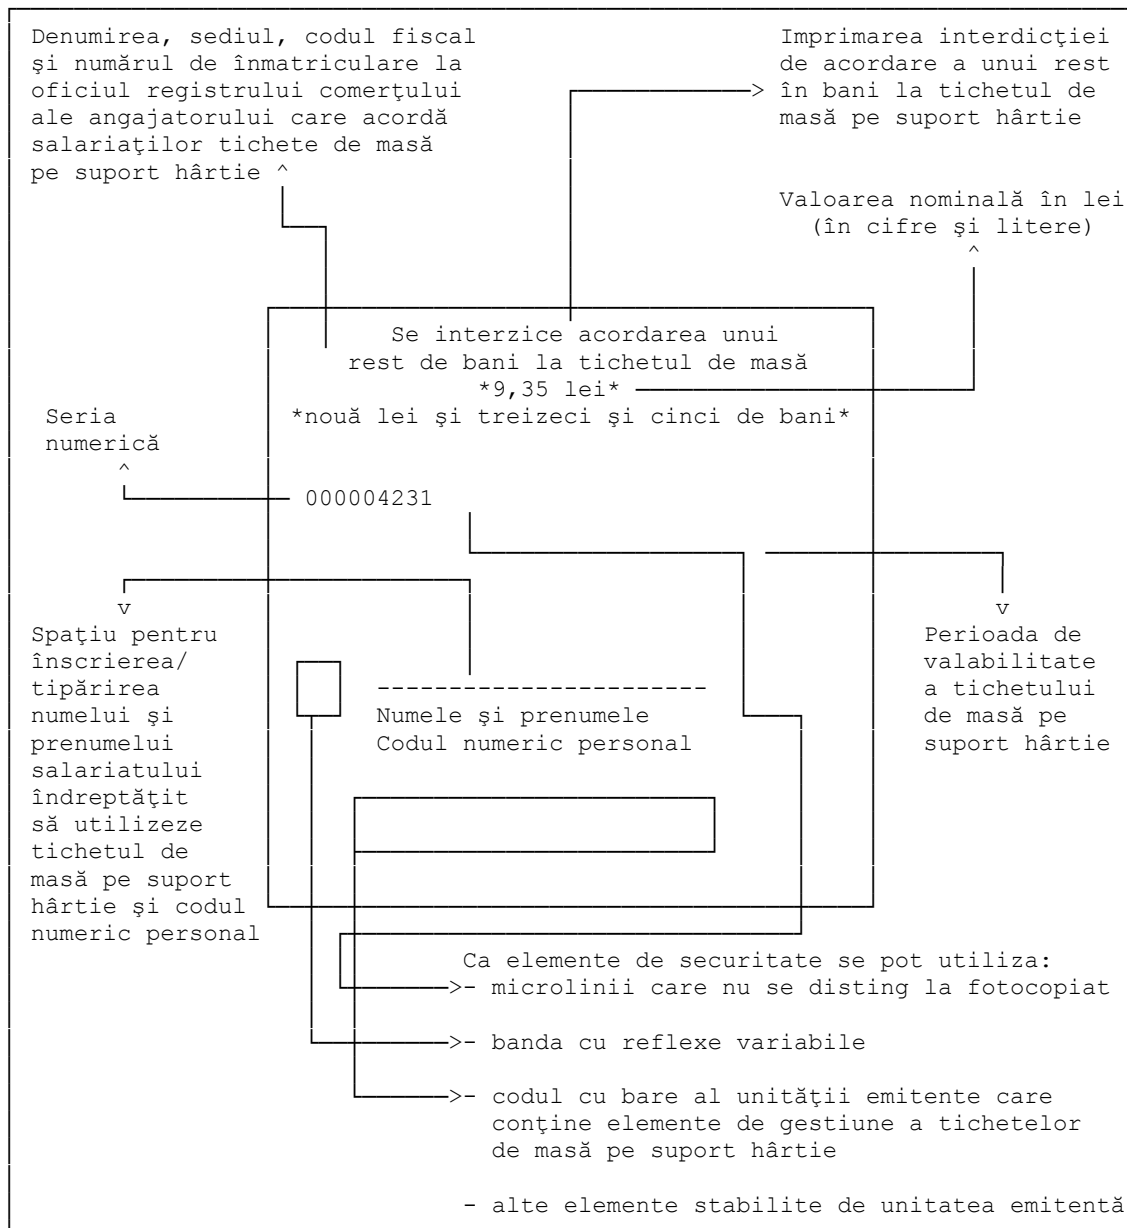 Denumirea, sediul, codul fiscal
şi numărul de înmatriculare la
oficiul registrului comerţului
ale angajatorului care acordă
salariaţilor tichete de masă
pe suport hârtie ^
Imprimarea interdicţiei
de acordare a unui rest
> în bani la tichetul de
masă pe suport hârtie
Valoarea nominală în lei
(în cifre şi litere)
^
Se interzice acordarea unui
rest de bani la tichetul de masă
*9,35 lei*
*nouă lei şi treizeci şi cinci de bani*
Seria
numerică
^
000004231
v
Spaţiu pentru
înscrierea/
tipărirea
numelui şi
prenumelui
salariatului
îndreptăţit
să utilizeze
tichetul de
masă pe suport
hârtie şi codul
numeric personal
-----------------------
Numele şi prenumele
Codul numeric personal
v
Perioada de
valabilitate
a tichetului
de masă pe
suport hârtie
Ca elemente de securitate se pot utiliza:
>- microlinii care nu se disting la fotocopiat
>- banda cu reflexe variabile
>- codul cu bare al unităţii emitente care
conţine elemente de gestiune a tichetelor
de masă pe suport hârtie
- alte elemente stabilite de unitatea emitentă